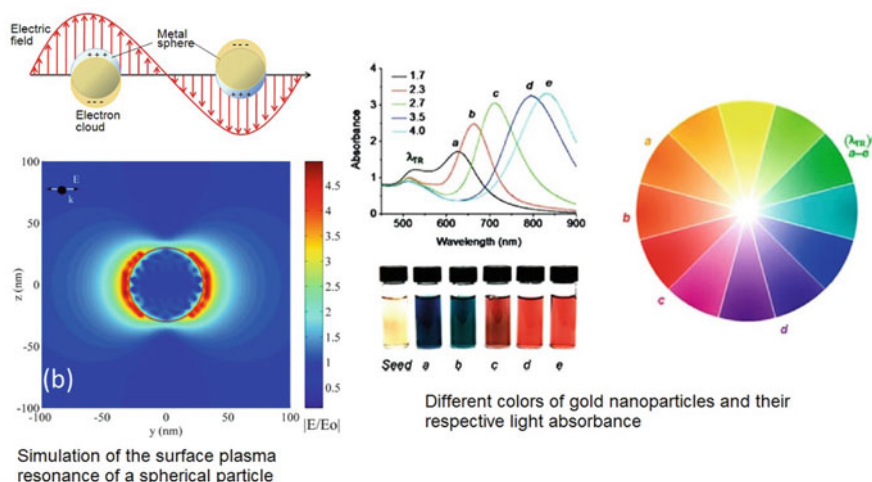 Electric
field
Metal
sphere
- - -
+ + +
+ + +
- - -
Electron
cloud
100
50
0
-50
-100
z (nm)
E
k
(b)
-100
-50
0
50
100
y (nm)
4.5
4
3.5
3
2.5
2
1.5
1
0.5
|E/Eo|
Simulation of the surface plasma
resonance of a spherical particle
4
3
2
1
0
Absorbance
1.7
2.3
2.7
3.5
4.0
λTR
a
b
c
d
e
500
600
700
800
900
Wavelength (nm)
Seed
a
b
c
d
e
Different colors of gold nanoparticles and their
respective light absorbance
a
b
c
d
(λTR)
a–e